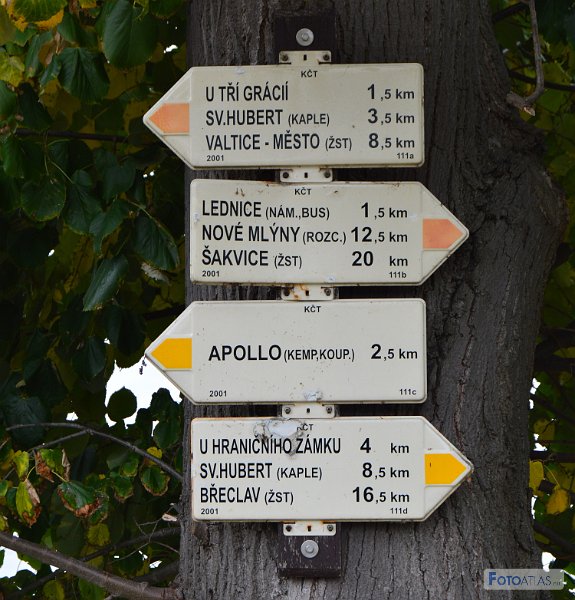 KČT
U TŘÍ GRÁCIÍ 1,5 km
SV.HUBERT (KAPLE) 3,5 km
VALTICE - MĚSTO (ŽST) 8,5 km
2001 111a
KČT
LEDNICE (NÁM.,BUS) 1,5 km
NOVÉ MLÝNY (ROZC.) 12,5 km
ŠAKVICE (ŽST) 20 km
2001 111b
KČT
APOLLO (KEMP,KOUP.) 2,5 km
2001 111c
KČT
U HRANIČNÍHO ZÁMKU 4 km
SV.HUBERT (KAPLE) 8,5 km
BŘECLAV (ŽST) 16,5 km
2001 111d
FOTOATLAS